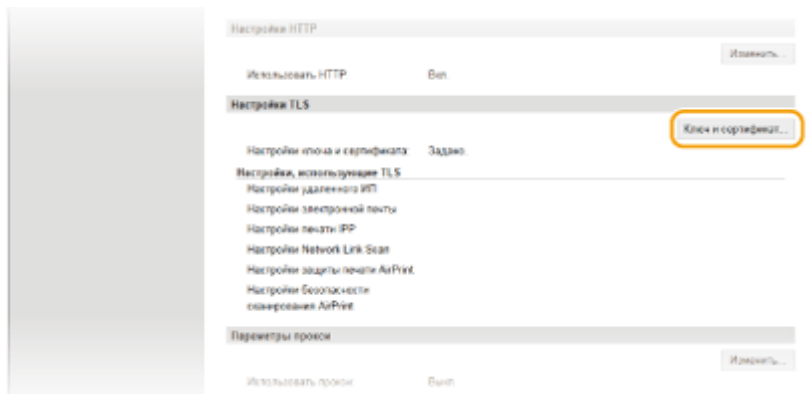 Настройки HTTP
Изменить...
Использовать HTTP: Вкл.
Настройки TLS
Ключ и сертификат...
Настройки ключа и сертификата: Задано.
Настройки, использующие TLS
Настройки удаленного ИП
Настройки электронной почты
Настройки печати IPP
Настройки Network Link Scan
Настройки защиты печати AirPrint
Настройки безопасности
сканирования AirPrint
Параметры прокси
Изменить...
Использовать прокси: Выкл.